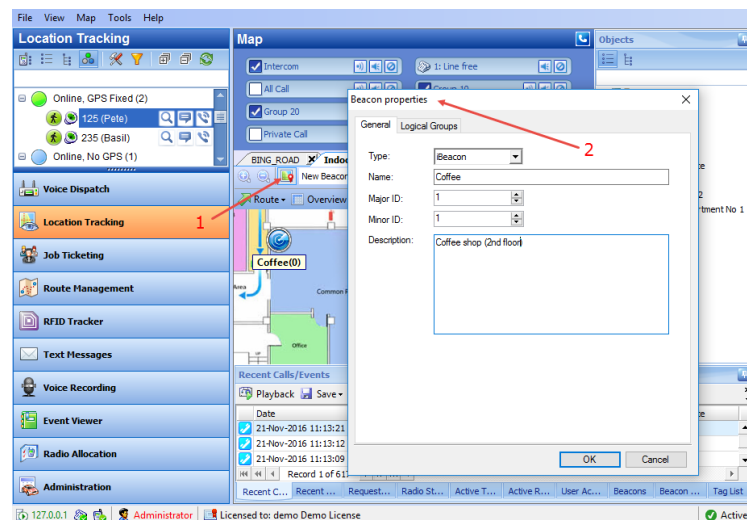 File View Map Tools Help
Location Tracking
Map
Objects
Intercom
1: Line free
All Call
Group 10
Group 20
Private Call
Online, GPS Fixed (2)
125 (Pete)
235 (Basil)
Online, No GPS (1)
Voice Dispatch
Location Tracking
Job Ticketing
Route Management
RFID Tracker
Text Messages
Voice Recording
Event Viewer
Radio Allocation
Administration
1
BING_ROAD
Indoo
New Beacon
Route
Overview
Coffee(0)
Area
Common
Office
Beacon properties
2
General
Logical Groups
Type:
iBeacon
Name:
Coffee
Major ID:
1
Minor ID:
1
Description:
Coffee shop (2nd floor)
OK
Cancel
2
tment No 1
Recent Calls/Events
Playback
Save
Date
21-Nov-2016 11:13:21
21-Nov-2016 11:13:12
21-Nov-2016 11:13:09
Record 1 of 61
Recent C...
Recent ...
Request...
Radio St...
Active T...
Active R...
User Ac...
Beacons
Beacon ...
Tag List
127.0.0.1
Administrator
Licensed to: demo Demo License
Active